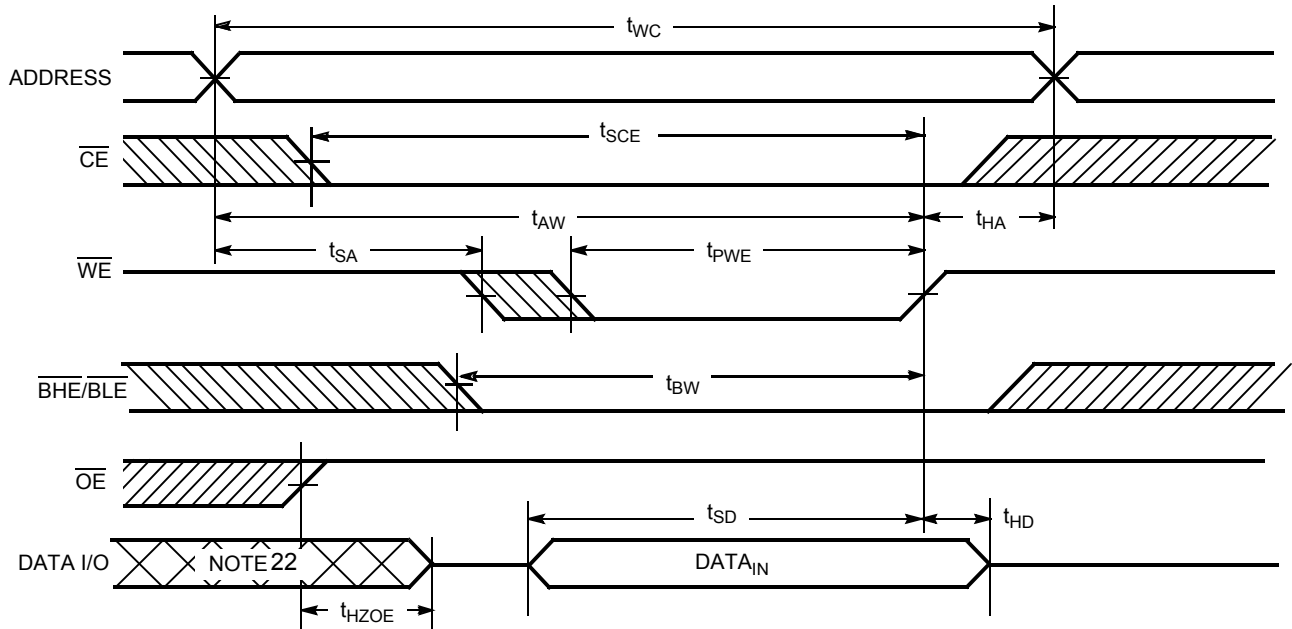 tWC
ADDRESS
tSCE
CE
tAW
tHA
tSA
tPWE
WE
BHE/BLE
tBW
OE
tSD
tHD
DATA I/O
NOTE 22
DATAIN
tHZOE